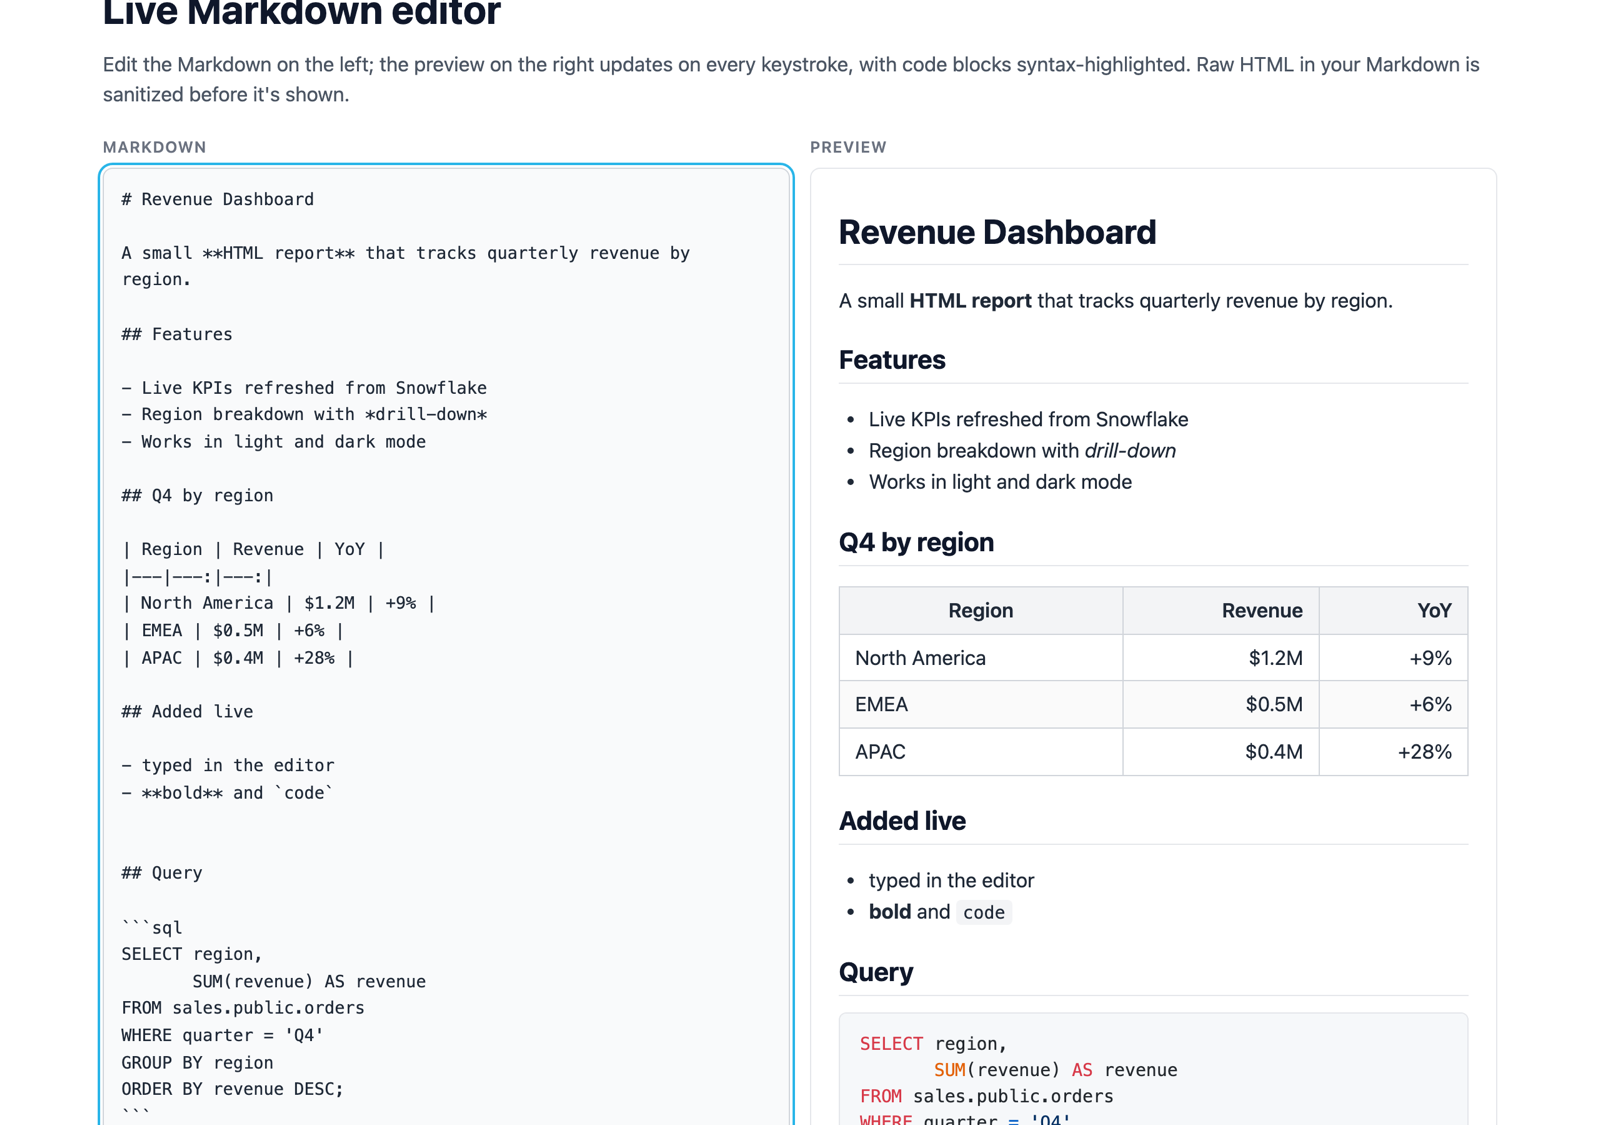 Live Markdown editor
Edit the Markdown on the left; the preview on the right updates on every keystroke, with code blocks syntax-highlighted. Raw HTML in your Markdown is
sanitized before it's shown.
MARKDOWN
# Revenue Dashboard
A small **HTML report** that tracks quarterly revenue by
region.
## Features
- Live KPIs refreshed from Snowflake
- Region breakdown with *drill-down*
- Works in light and dark mode
## Q4 by region
| Region | Revenue | YoY |
|---|---:|---:|
| North America | $1.2M | +9% |
| EMEA | $0.5M | +6% |
| APAC | $0.4M | +28% |
## Added live
- typed in the editor
- **bold** and `code`
## Query
```sql
SELECT region,
       SUM(revenue) AS revenue
FROM sales.public.orders
WHERE quarter = 'Q4'
GROUP BY region
ORDER BY revenue DESC;
```
PREVIEW
Revenue Dashboard
A small HTML report that tracks quarterly revenue by region.
Features
• Live KPIs refreshed from Snowflake
• Region breakdown with drill-down
• Works in light and dark mode
Q4 by region
Region Revenue YoY
North America $1.2M +9%
EMEA $0.5M +6%
APAC $0.4M +28%
Added live
• typed in the editor
• bold and code
Query
SELECT region,
       SUM(revenue) AS revenue
FROM sales.public.orders
WHERE quarter = 'Q4'